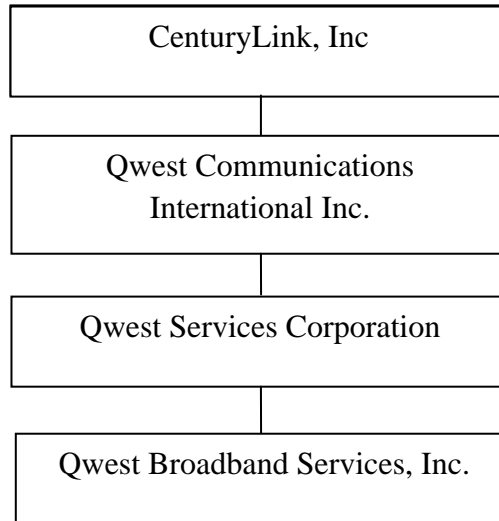 CenturyLink, Inc
Qwest Communications
International Inc.
Qwest Services Corporation
Qwest Broadband Services, Inc.